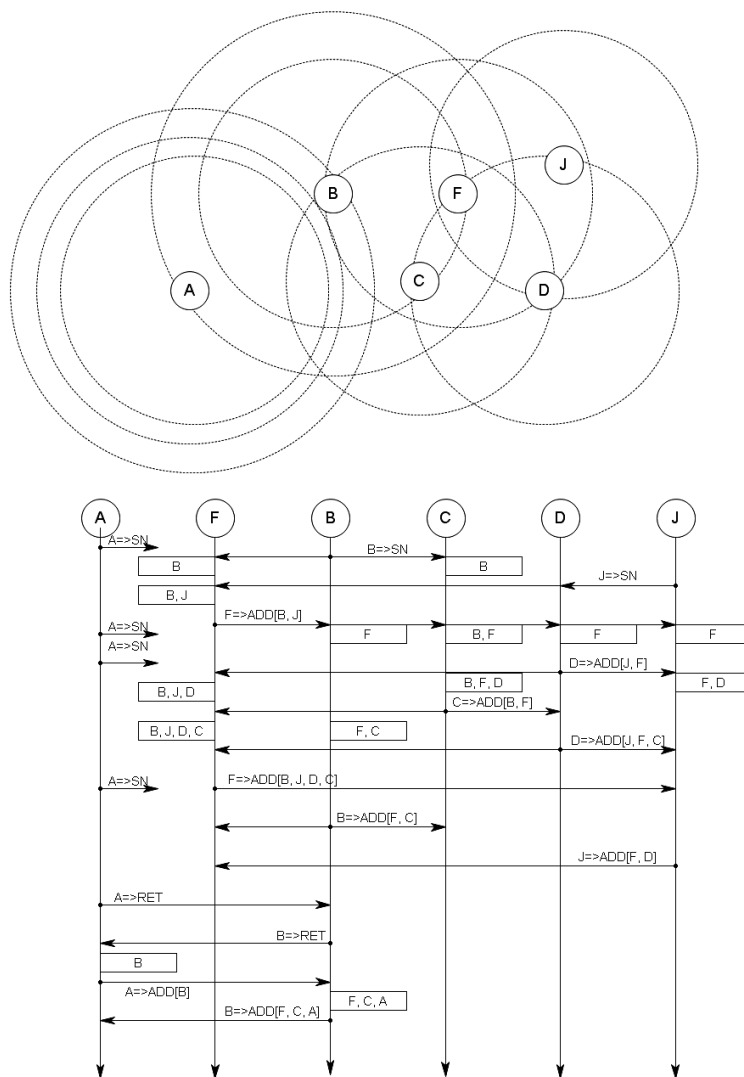 J
B
F
C
A
D
A
F
B
C
D
J
A=>SN
B=>SN
B
B
J=>SN
B, J
F=>ADD[B, J]
A=>SN
F
B, F
F
F
A=>SN
D=>ADD[J, F]
B, J, D
B, F, D
F, D
C=>ADD[B, F]
B, J, D, C
F, C
D=>ADD[J, F, C]
A=>SN
F=>ADD[B, J, D, C]
B=>ADD[F, C]
J=>ADD[F, D]
A=>RET
B=>RET
B
A=>ADD[B]
F, C, A
B=>ADD[F, C, A]